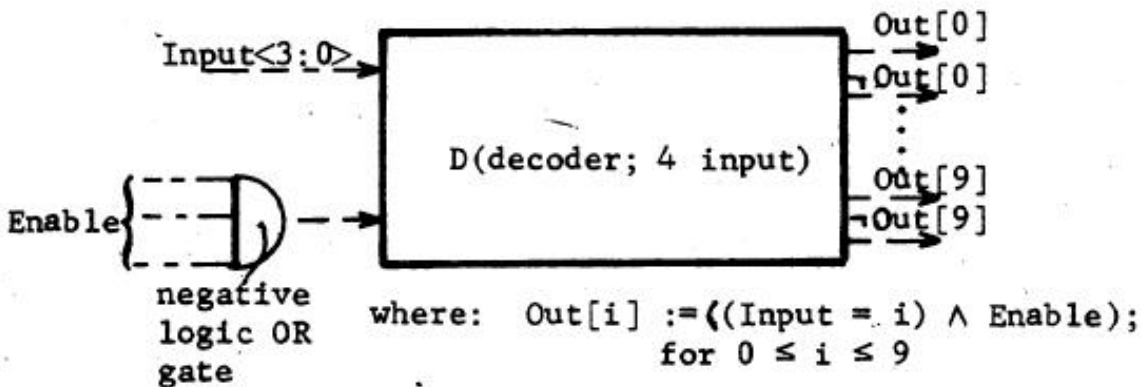 Input<3:0>
Out[0]
¬Out[0]
D(decoder; 4 input)
Out[9]
¬Out[9]
Enable{
negative
logic OR
gate
where: Out[i] :=((Input = i) ∧ Enable);
for 0 ≤ i ≤ 9